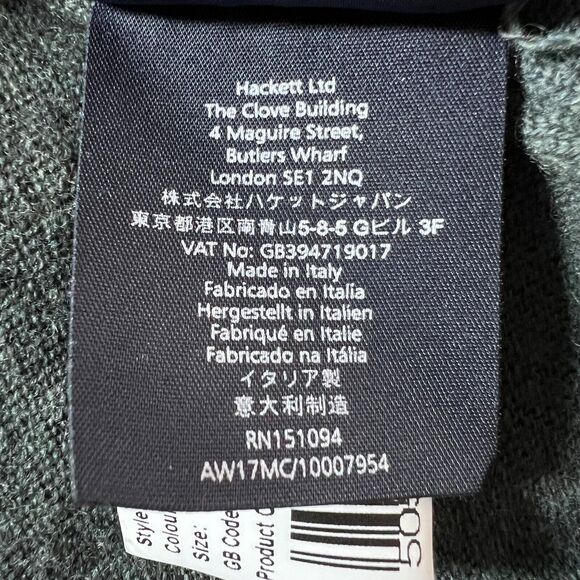 Hackett Ltd
The Clove Building
4 Maguire Street,
Butlers Wharf
London SE1 2NQ
株式会社ハケットジャパン
東京都港区南青山5-8-5 Gビル 3F
VAT No: GB394719017
Made in Italy
Fabricado en Italia
Hergestellt in Italien
Fabriqué en Italie
Fabricado na Itália
イタリア製
意大利制造
RN151094
AW17MC/10007954
Style
Colou
Size:
GB Code
Product C
50